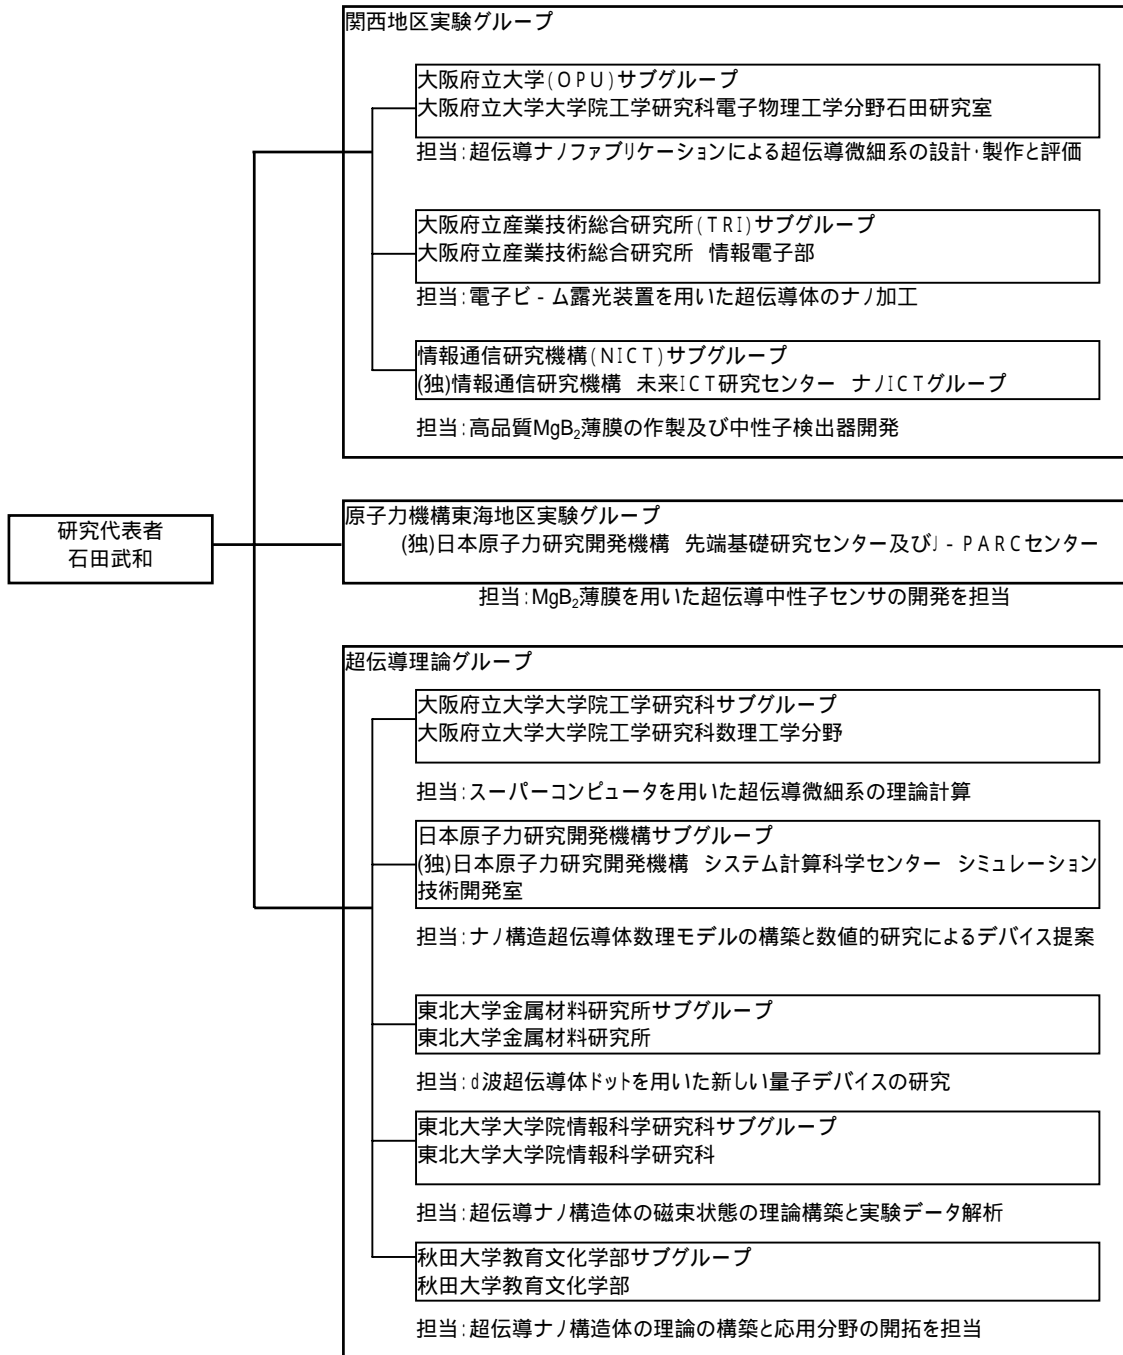 関西地区実験グループ
大阪府立大学(OPU)サブグループ
大阪府立大学大学院工学研究科電子物理工学分野石田研究室
担当:超伝導ナノファブリケーションによる超伝導微細系の設計・製作と評価
大阪府立産業技術総合研究所(TRI)サブグループ
大阪府立産業技術総合研究所 情報電子部
担当:電子ビ-ム露光装置を用いた超伝導体のナノ加工
情報通信研究機構(NICT)サブグループ
(独)情報通信研究機構 未来ICT研究センター ナノICTグループ
担当:高品質MgB₂薄膜の作製及び中性子検出器開発
研究代表者
石田武和
原子力機構東海地区実験グループ
(独)日本原子力研究開発機構 先端基礎研究センター及びJ-PARCセンター
担当:MgB₂薄膜を用いた超伝導中性子センサの開発を担当
超伝導理論グループ
大阪府立大学大学院工学研究科サブグループ
大阪府立大学大学院工学研究科数理工学分野
担当:スーパーコンピュータを用いた超伝導微細系の理論計算
日本原子力研究開発機構サブグループ
(独)日本原子力研究開発機構 システム計算科学センター シミュレーション
技術開発室
担当:ナノ構造超伝導体数理モデルの構築と数値的研究によるデバイス提案
東北大学金属材料研究所サブグループ
東北大学金属材料研究所
担当:d波超伝導体ドットを用いた新しい量子デバイスの研究
東北大学大学院情報科学研究科サブグループ
東北大学大学院情報科学研究科
担当:超伝導ナノ構造体の磁束状態の理論構築と実験データ解析
秋田大学教育文化学部サブグループ
秋田大学教育文化学部
担当:超伝導ナノ構造体の理論の構築と応用分野の開拓を担当